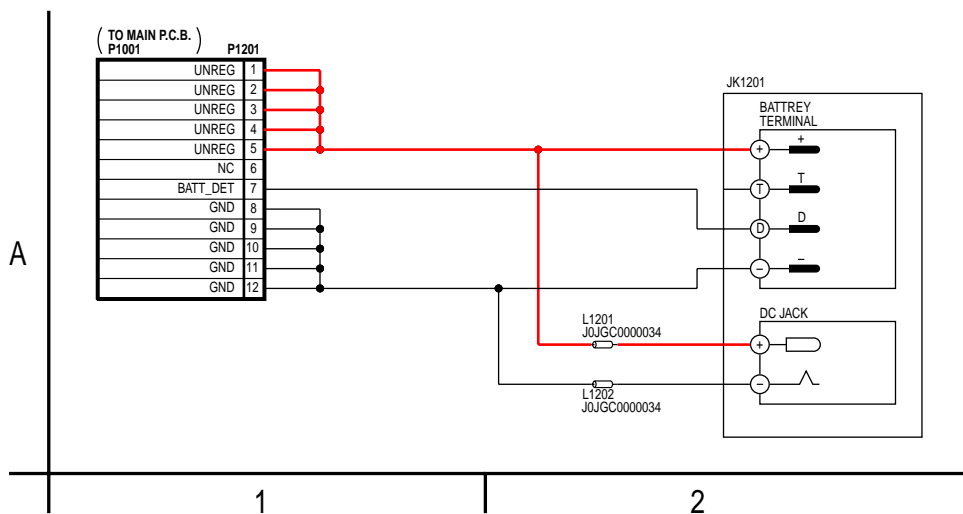 ( TO MAIN P.C.B. )
P1001 P1201
UNREG 1
UNREG 2
UNREG 3
UNREG 4
UNREG 5
NC 6
BATT_DET 7
GND 8
GND 9
GND 10
GND 11
GND 12
JK1201
BATTREY
TERMINAL
+ +
T T
D D
− −
DC JACK
+
−
L1201
J0JGC0000034
L1202
J0JGC0000034
A
1 2